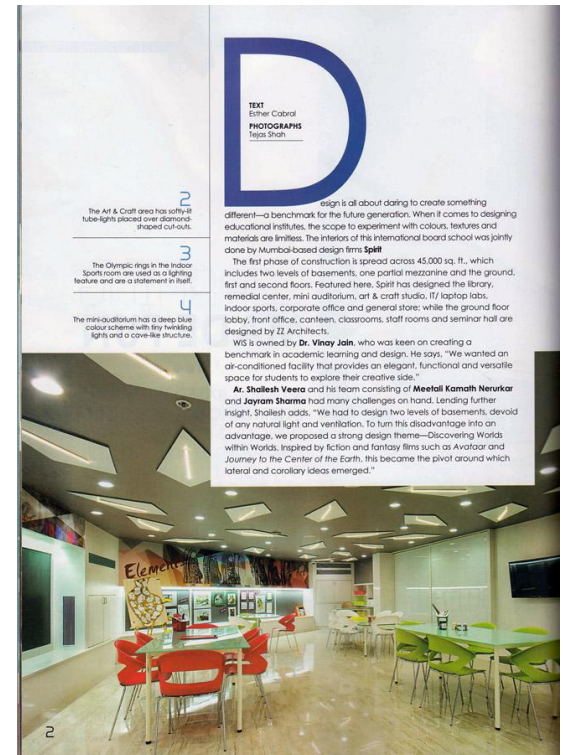 D
TEXT
Esther Cabral
PHOTOGRAPHS
Tejas Shah
2
The Art & Craft area has softly-lit
tube-lights placed over diamond-
shaped cut-outs.
3
The Olympic rings in the Indoor
Sports room are used as a lighting
feature and are a statement in itself.
4
The mini-auditorium has a deep blue
colour scheme with tiny twinkling
lights and a cave-like structure.
esign is all about daring to create something
different—a benchmark for the future generation. When it comes to designing
educational institutes, the scope to experiment with colours, textures and
materials are limitless. The interiors of this international board school was jointly
done by Mumbai-based design firms Spirit
The first phase of construction is spread across 45,000 sq. ft., which
includes two levels of basements, one partial mezzanine and the ground,
first and second floors. Featured here, Spirit has designed the library,
remedial center, mini auditorium, art & craft studio, IT/ laptop labs,
indoor sports, corporate office and general store; while the ground floor
lobby, front office, canteen, classrooms, staff rooms and seminar hall are
designed by ZZ Architects.
WIS is owned by Dr. Vinay Jain, who was keen on creating a
benchmark in academic learning and design. He says, “We wanted an
air-conditioned facility that provides an elegant, functional and versatile
space for students to explore their creative side.”
Ar. Shailesh Veera and his team consisting of Meetali Kamath Nerurkar
and Jayram Sharma had many challenges on hand. Lending further
insight, Shailesh adds, “We had to design two levels of basements, devoid
of any natural light and ventilation. To turn this disadvantage into an
advantage, we proposed a strong design theme—Discovering Worlds
within Worlds. Inspired by fiction and fantasy films such as Avataar and
Journey to the Center of the Earth, this became the pivot around which
lateral and corollary ideas emerged.”
Elements
2